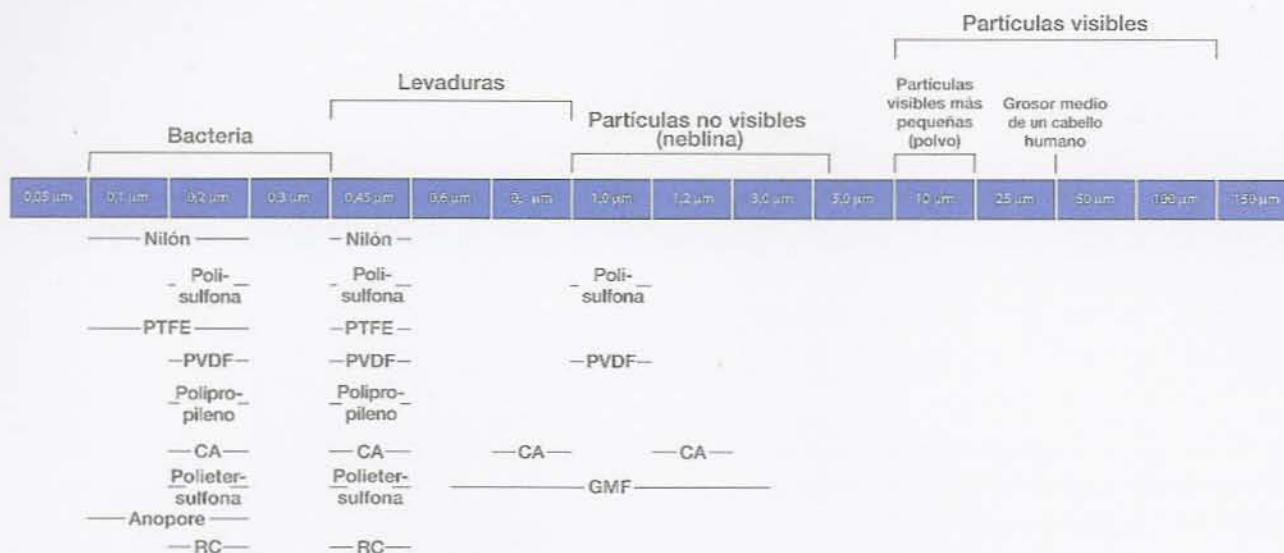 Partículas visibles
Levaduras
Partículas
visibles más
pequeñas
(polvo)
Grosor medio
de un cabello
humano
Partículas no visibles
(neblina)
Bacteria
0,05 µm 0,1 µm 0,2 µm 0,3 µm 0,45 µm 0,6 µm µm 1,0 µm 1,2 µm 3,0 µm 5,0 µm 10 µm 25 µm 50 µm 100 µm 150 µm
Nilón Nilón
Poli- Poli- Poli-
sulfona sulfona sulfona
PTFE PTFE
PVDF PVDF PVDF
Polipro- Polipro-
pileno pileno
CA CA CA CA
Polieter- Polieter-
sulfona sulfona
GMF
Anopore
RC RC